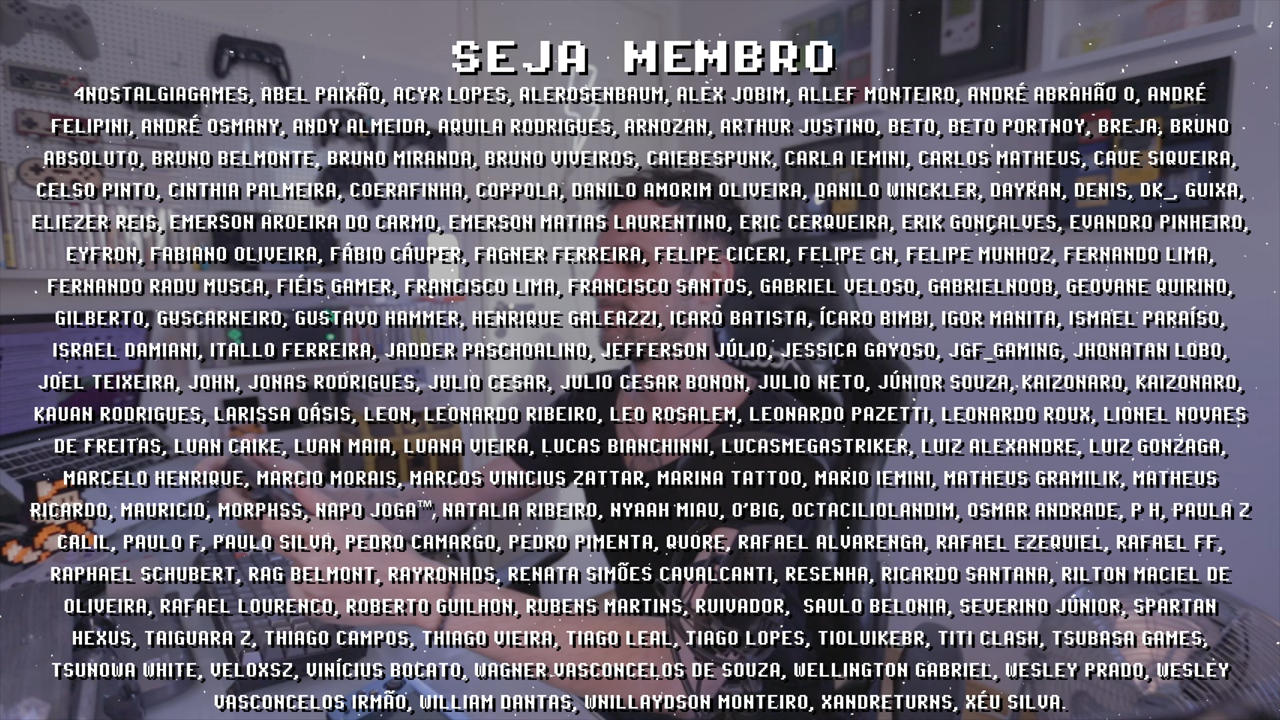 SEJA MEMBRO
4NOSTALGIAGAMES, ABEL PAIXÃO, ACYR LOPES, ALEROSENBAUM, ALEX JOBIM, ALLEF MONTEIRO, ANDRÉ ABRAHÃO O, ANDRÉ
FELIPINI, ANDRÉ OSMANY, ANDY ALMEIDA, AQUILA RODRIGUES, ARNOZAN, ARTHUR JUSTINO, BETO, BETO PORTNOY, BREJA, BRUNO
ABSOLUTO, BRUNO BELMONTE, BRUNO MIRANDA, BRUNO VIVEIROS, CAIEBESPUNK, CARLA IEMINI, CARLOS MATHEUS, CAUE SIQUEIRA,
CELSO PINTO, CINTHIA PALMEIRA, COERAFINHA, COPPOLA, DANILO AMORIM OLIVEIRA, DANILO WINCKLER, DAYRAN, DENIS, DK_, GUIXA,
ELIEZER REIS, EMERSON AROEIRA DO CARMO, EMERSON MATIAS LAURENTINO, ERIC CERQUEIRA, ERIK GONÇALVES, EVANDRO PINHEIRO,
EYFRON, FABIANO OLIVEIRA, FÁBIO CÁUPER, FAGNER FERREIRA, FELIPE CICERI, FELIPE CN, FELIPE MUNHOZ, FERNANDO LIMA,
FERNANDO RADU MUSCA, FIÉIS GAMER, FRANCISCO LIMA, FRANCISCO SANTOS, GABRIEL VELOSO, GABRIELNOOB, GEOVANE QUIRINO,
GILBERTO, GUSCARNEIRO, GUSTAVO HAMMER, HENRIQUE GALEAZZI, ICARO BATISTA, ÍCARO BIMBI, IGOR MANITA, ISMAEL PARAÍSO,
ISRAEL DAMIANI, ITALLO FERREIRA, JADDER PASCHOALINO, JEFFERSON JÚLIO, JESSICA GAYOSO, JGF_GAMING, JHONATAN LOBO,
JOEL TEIXEIRA, JOHN, JONAS RODRIGUES, JULIO CESAR, JULIO CESAR BONON, JULIO NETO, JÚNIOR SOUZA, KAIZONARO, KAIZONARO,
KAUAN RODRIGUES, LARISSA OÁSIS, LEON, LEONARDO RIBEIRO, LEO ROSALEM, LEONARDO PAZETTI, LEONARDO ROUX, LIONEL NOVAES
DE FREITAS, LUAN CAIKE, LUAN MAIA, LUANA VIEIRA, LUCAS BIANCHINNI, LUCASMEGASTRIKER, LUIZ ALEXANDRE, LUIZ GONZAGA,
MARCELO HENRIQUE, MARCIO MORAIS, MARCOS VINICIUS ZATTAR, MARINA TATTOO, MARIO IEMINI, MATHEUS GRAMILIK, MATHEUS
RICARDO, MAURICIO, MORPHSS, NAPO JOGA™, NATALIA RIBEIRO, NYAAH MIAU, O'BIG, OCTACILIOLANDIM, OSMAR ANDRADE, P H, PAULA Z
CALIL, PAULO F, PAULO SILVA, PEDRO CAMARGO, PEDRO PIMENTA, QUORE, RAFAEL ALVARENGA, RAFAEL EZEQUIEL, RAFAEL FF,
RAPHAEL SCHUBERT, RAG BELMONT, RAYRONHDS, RENATA SIMÕES CAVALCANTI, RESENHA, RICARDO SANTANA, RILTON MACIEL DE
OLIVEIRA, RAFAEL LOURENCO, ROBERTO GUILHON, RUBENS MARTINS, RVIVADOR, SAULO BELONIA, SEVERINO JÚNIOR, SPARTAN
HEXUS, TAIGUARA Z, THIAGO CAMPOS, THIAGO VIEIRA, TIAGO LEAL, TIAGO LOPES, TIOLUIKEBR, TITI CLASH, TSUBASA GAMES,
TSUNOWA WHITE, VELOXSZ, VINÍCIUS BOCATO, WAGNER VASCONCELOS DE SOUZA, WELLINGTON GABRIEL, WESLEY PRADO, WESLEY
VASCONCELOS IRMÃO, WILLIAM DANTAS, WNILLAYDSON MONTEIRO, XANDRETURNS, XÉU SILVA.